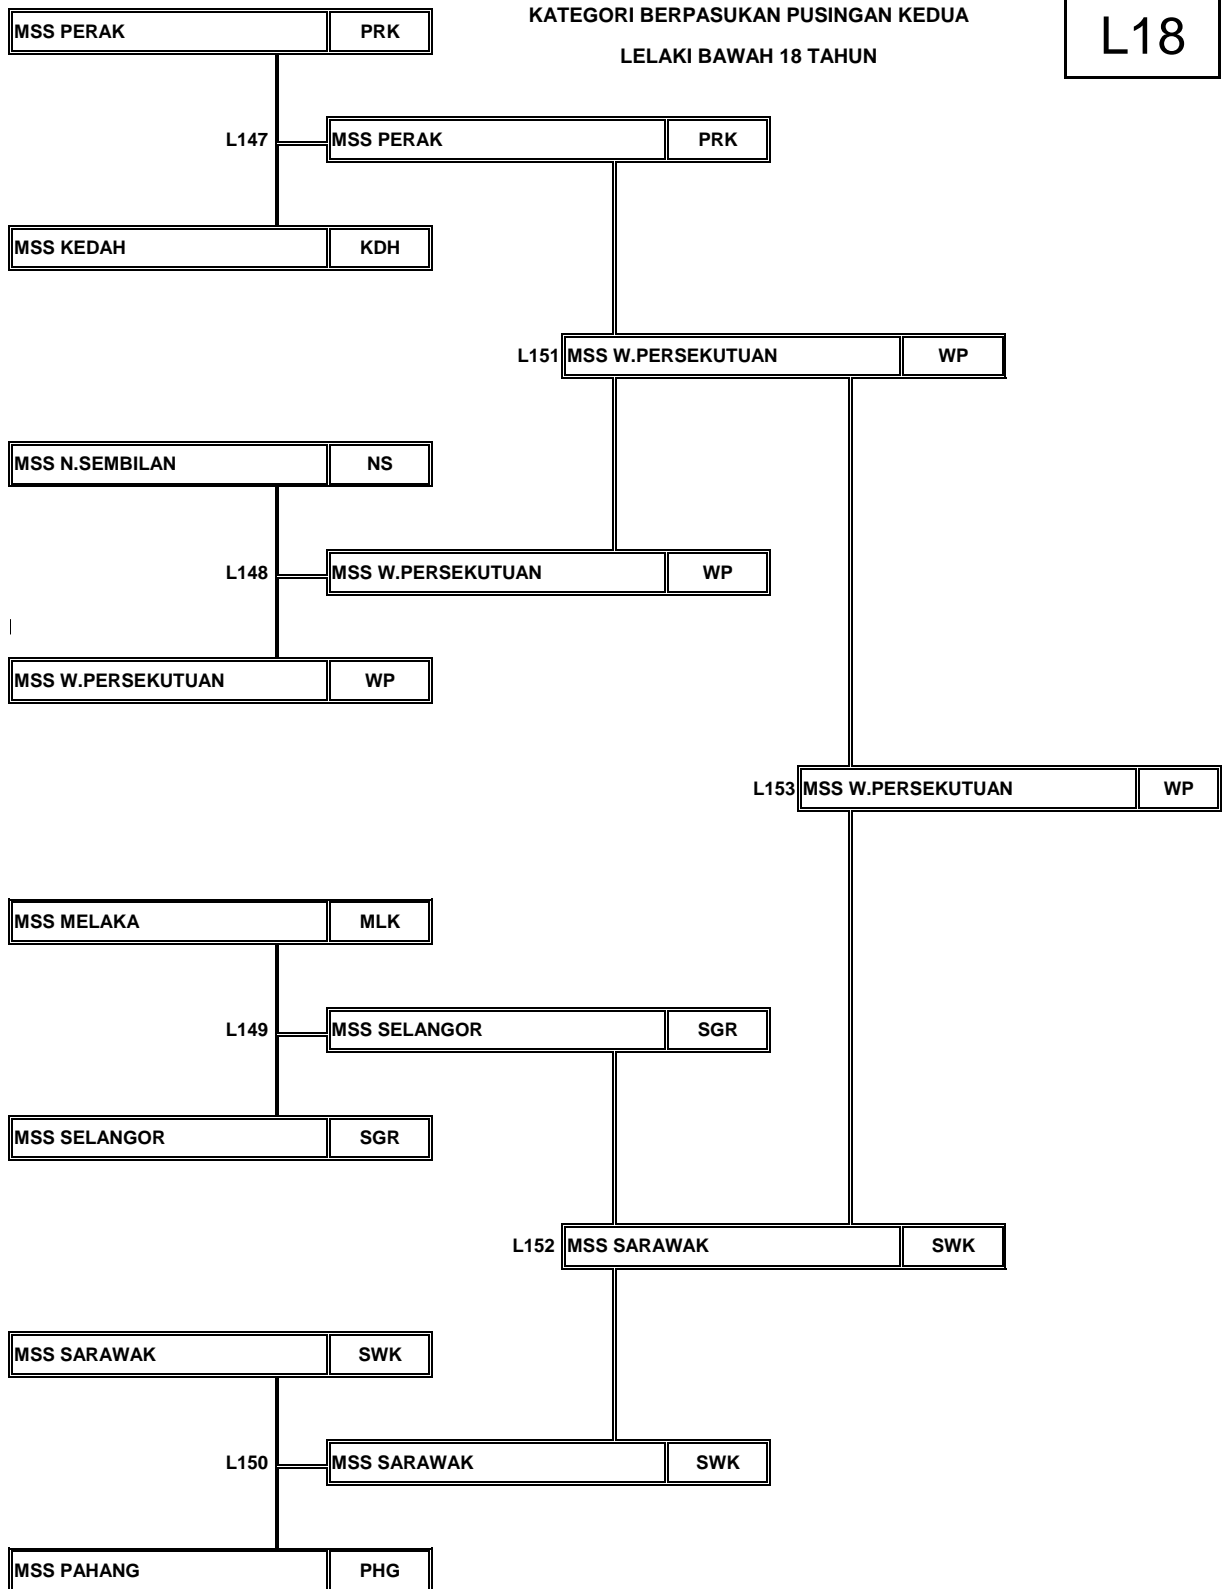 MSS PERAK PRK
KATEGORI BERPASUKAN PUSINGAN KEDUA
LELAKI BAWAH 18 TAHUN
L18
L147 MSS PERAK PRK
MSS KEDAH KDH
L151 MSS W.PERSEKUTUAN WP
MSS N.SEMBILAN NS
L148 MSS W.PERSEKUTUAN WP
MSS W.PERSEKUTUAN WP
L153 MSS W.PERSEKUTUAN WP
MSS MELAKA MLK
L149 MSS SELANGOR SGR
MSS SELANGOR SGR
L152 MSS SARAWAK SWK
MSS SARAWAK SWK
L150 MSS SARAWAK SWK
MSS PAHANG PHG